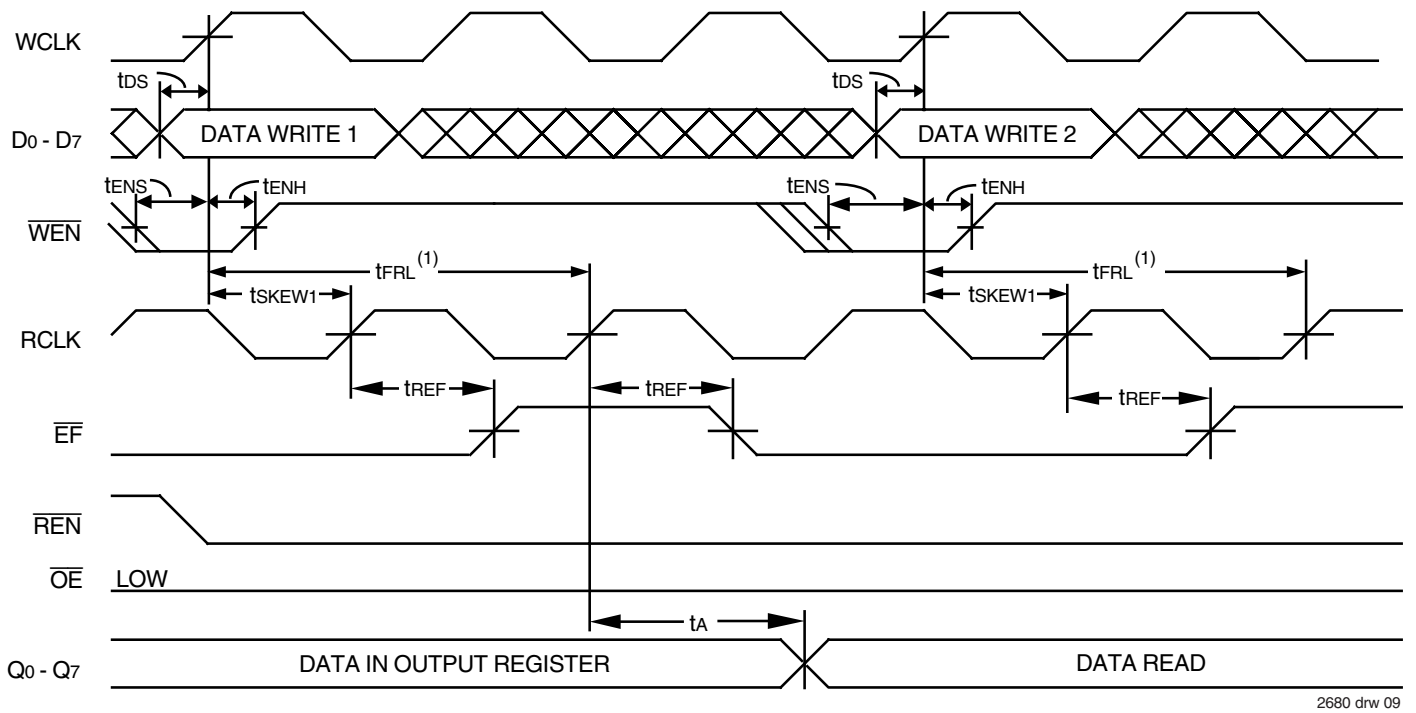 WCLK
tDS tDS
D0 - D7 DATA WRITE 1 DATA WRITE 2
tENS tENH tENS tENH
WEN
tFRL (1) tFRL (1)
tSKEW1 tSKEW1
RCLK
tREF tREF tREF
EF
REN
OE LOW
tA
Q0 - Q7 DATA IN OUTPUT REGISTER DATA READ
2680 drw 09